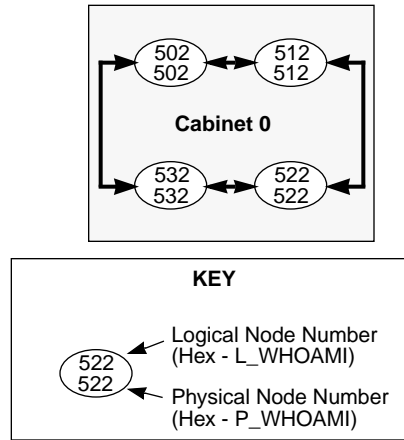 502 512
502 512
Cabinet 0
532 522
532 522
KEY
522
522
Logical Node Number
(Hex - L_WHOAMI)
Physical Node Number
(Hex - P_WHOAMI)